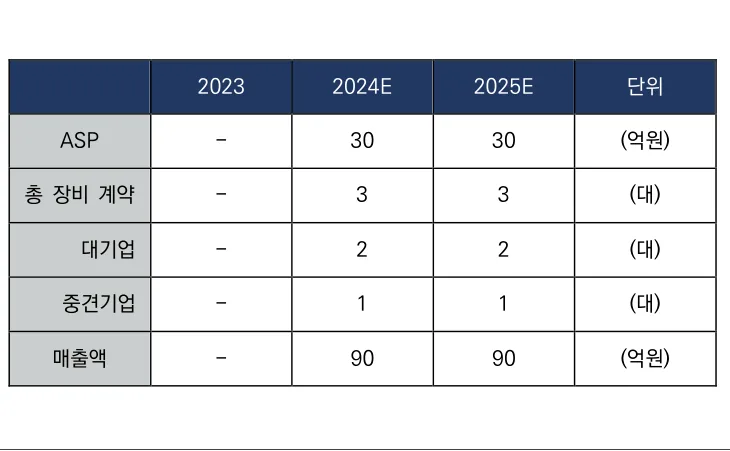 2023 2024E 2025E 단위
ASP - 30 30 (억원)
총 장비 계약 - 3 3 (대)
대기업 - 2 2 (대)
중견기업 - 1 1 (대)
매출액 - 90 90 (억원)